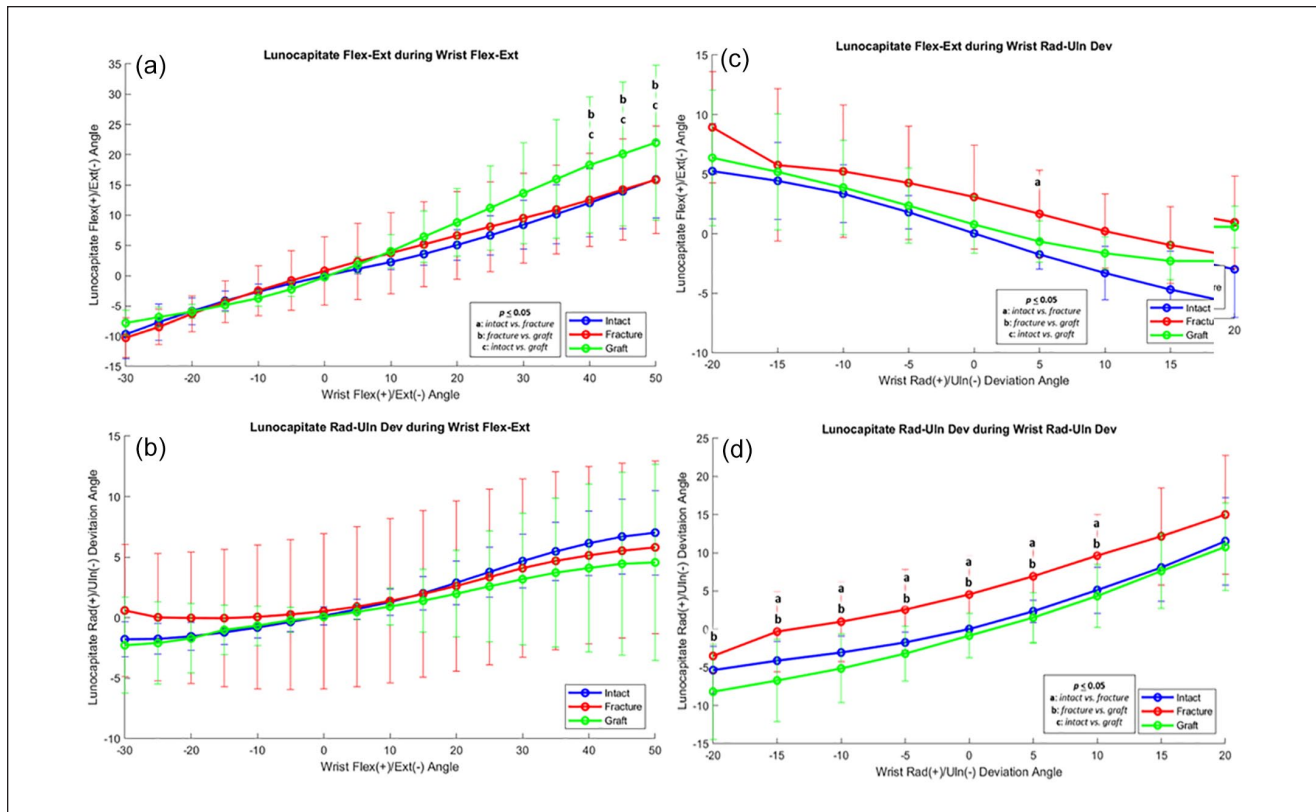 (a)
Lunocapitate Flex-Ext during Wrist Flex-Ext
Lunocapitate Flex(+)/Ext(-) Angle
35
30
25
20
15
10
5
0
-5
-10
-15
b
c
b
c
b
c
p ≤ 0.05
a: intact vs. fracture
b: fracture vs. graft
c: intact vs. graft
Intact
Fracture
Graft
-30 -20 -10 0 10 20 30 40 50
Wrist Flex(+)/Ext(-) Angle
(c)
Lunocapitate Flex-Ext during Wrist Rad-Uln Dev
Lunocapitate Flex(+)/Ext(-) Angle
15
10
5
0
-5
-10
a
p ≤ 0.05
a: intact vs. fracture
b: fracture vs. graft
c: intact vs. graft
Intact
Fractu
Graft
re
20
-20 -15 -10 -5 0 5 10 15
Wrist Rad(+)/Uln(-) Deviation Angle
(b)
Lunocapitate Rad-Uln Dev during Wrist Flex-Ext
Lunocapitate Rad(+)/Uln(-) Devitaion Angle
15
10
5
0
-5
-10
Intact
Fracture
Graft
-30 -20 -10 0 10 20 30 40 50
Wrist Flex(+)/Ext(-) Angle
(d)
Lunocapitate Rad-Uln Dev during Wrist Rad-Uln Dev
Lunocapitate Rad(+)/Uln(-) Devitaion Angle
25
20
15
10
5
0
-5
-10
-15
b
a
b
a
b
a
b
a
b
a
b
a
b
p ≤ 0.05
a: intact vs. fracture
b: fracture vs. graft
c: intact vs. graft
Intact
Fracture
Graft
-20 -15 -10 -5 0 5 10 15 20
Wrist Rad(+)/Uln(-) Deviation Angle